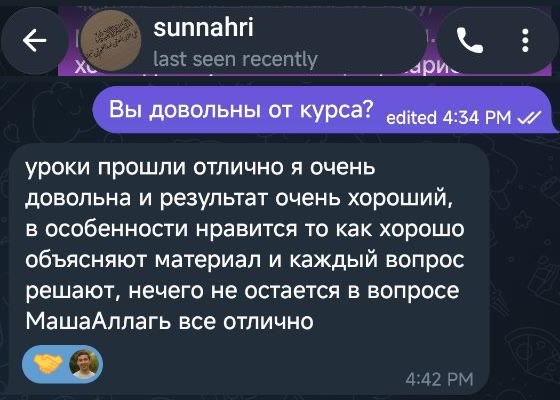 sunnahri
last seen recently
Вы довольны от курса? edited 4:34 PM
уроки прошли отлично я очень
довольна и результат очень хороший,
в особенности нравится то как хорошо
объясняют материал и каждый вопрос
решают, нечего не остается в вопросе
МашаАллагь все отлично
4:42 PM